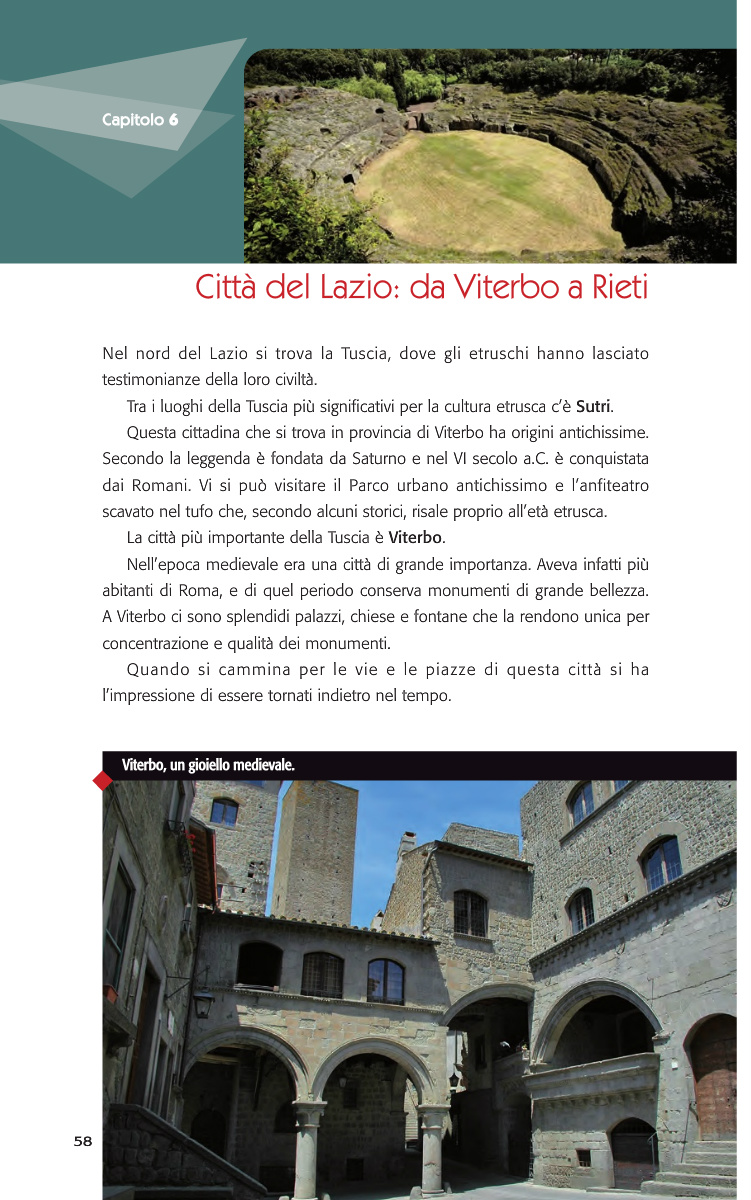 Capitolo 6
Città del Lazio: da Viterbo a Rieti
Nel nord del Lazio si trova la Tuscia, dove gli etruschi hanno lasciato
testimonianze della loro civiltà.
Tra i luoghi della Tuscia più significativi per la cultura etrusca c’è Sutri.
Questa cittadina che si trova in provincia di Viterbo ha origini antichissime.
Secondo la leggenda è fondata da Saturno e nel VI secolo a.C. è conquistata
dai Romani. Vi si può visitare il Parco urbano antichissimo e l’anfiteatro
scavato nel tufo che, secondo alcuni storici, risale proprio all’età etrusca.
La città più importante della Tuscia è Viterbo.
Nell’epoca medievale era una città di grande importanza. Aveva infatti più
abitanti di Roma, e di quel periodo conserva monumenti di grande bellezza.
A Viterbo ci sono splendidi palazzi, chiese e fontane che la rendono unica per
concentrazione e qualità dei monumenti.
Quando si cammina per le vie e le piazze di questa città si ha
l’impressione di essere tornati indietro nel tempo.
Viterbo, un gioiello medievale.
58